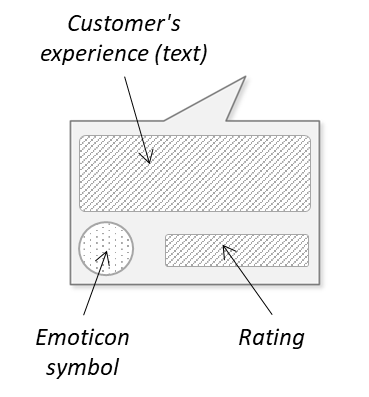 Customer's
experience (text)
Emoticon
symbol
Rating